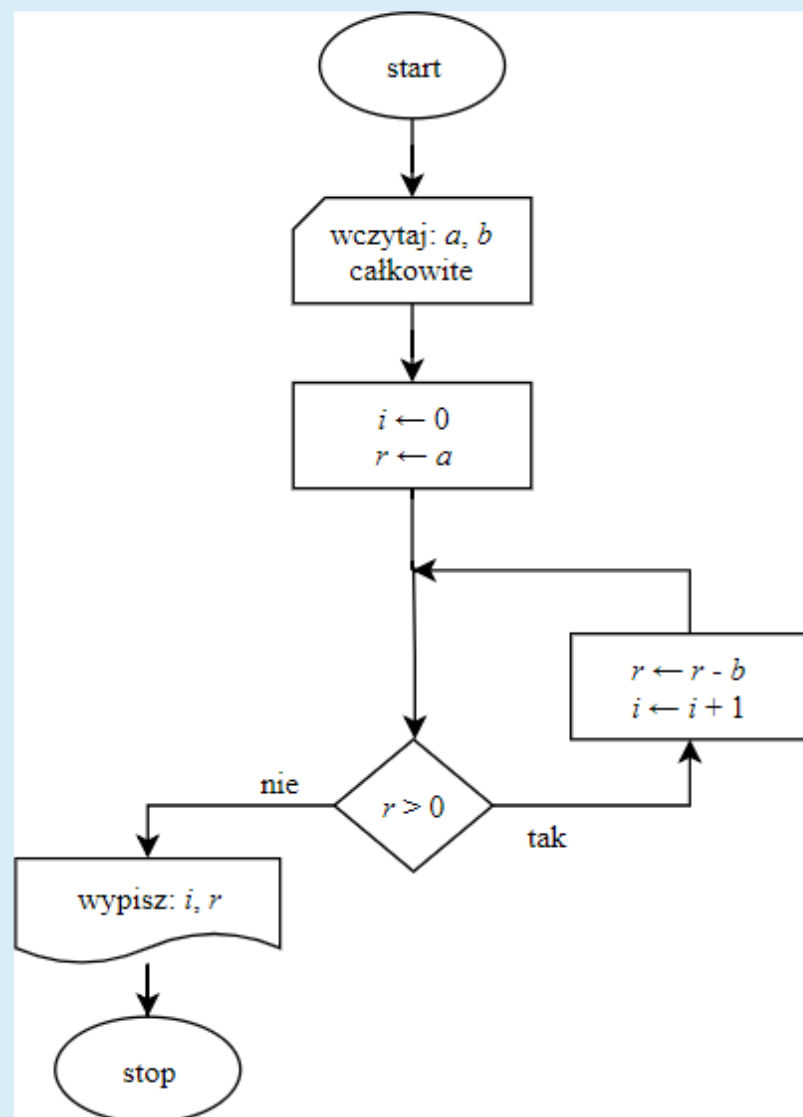 start
wczytaj: a, b
całkowite
i ← 0
r ← a
r ← r - b
i ← i + 1
nie
r > 0
tak
wypisz: i, r
stop